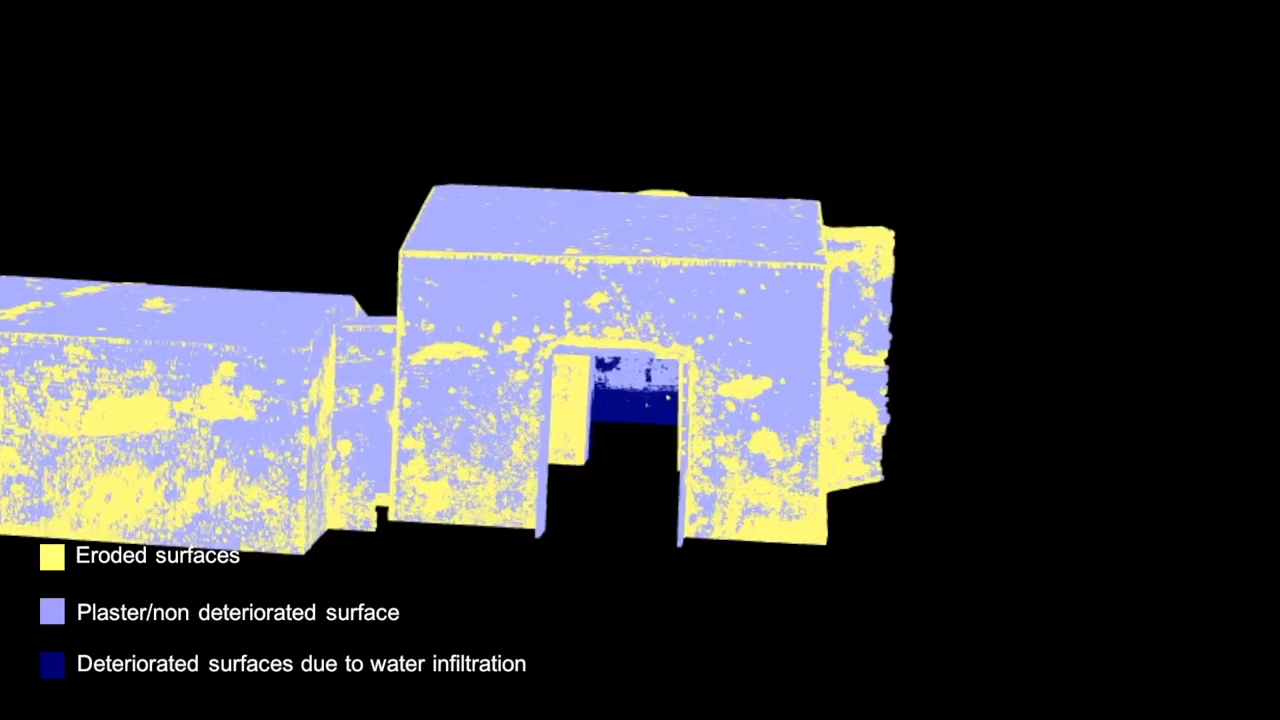 Eroded surfaces
Plaster/non deteriorated surface
Deteriorated surfaces due to water infiltration